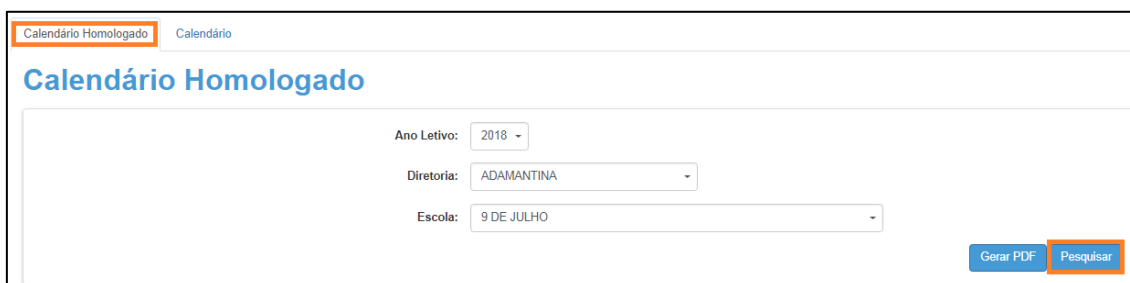 Calendário Homologado Calendário
Calendário Homologado
Ano Letivo: 2018
Diretoria: ADAMANTINA
Escola: 9 DE JULHO
Gerar PDF Pesquisar